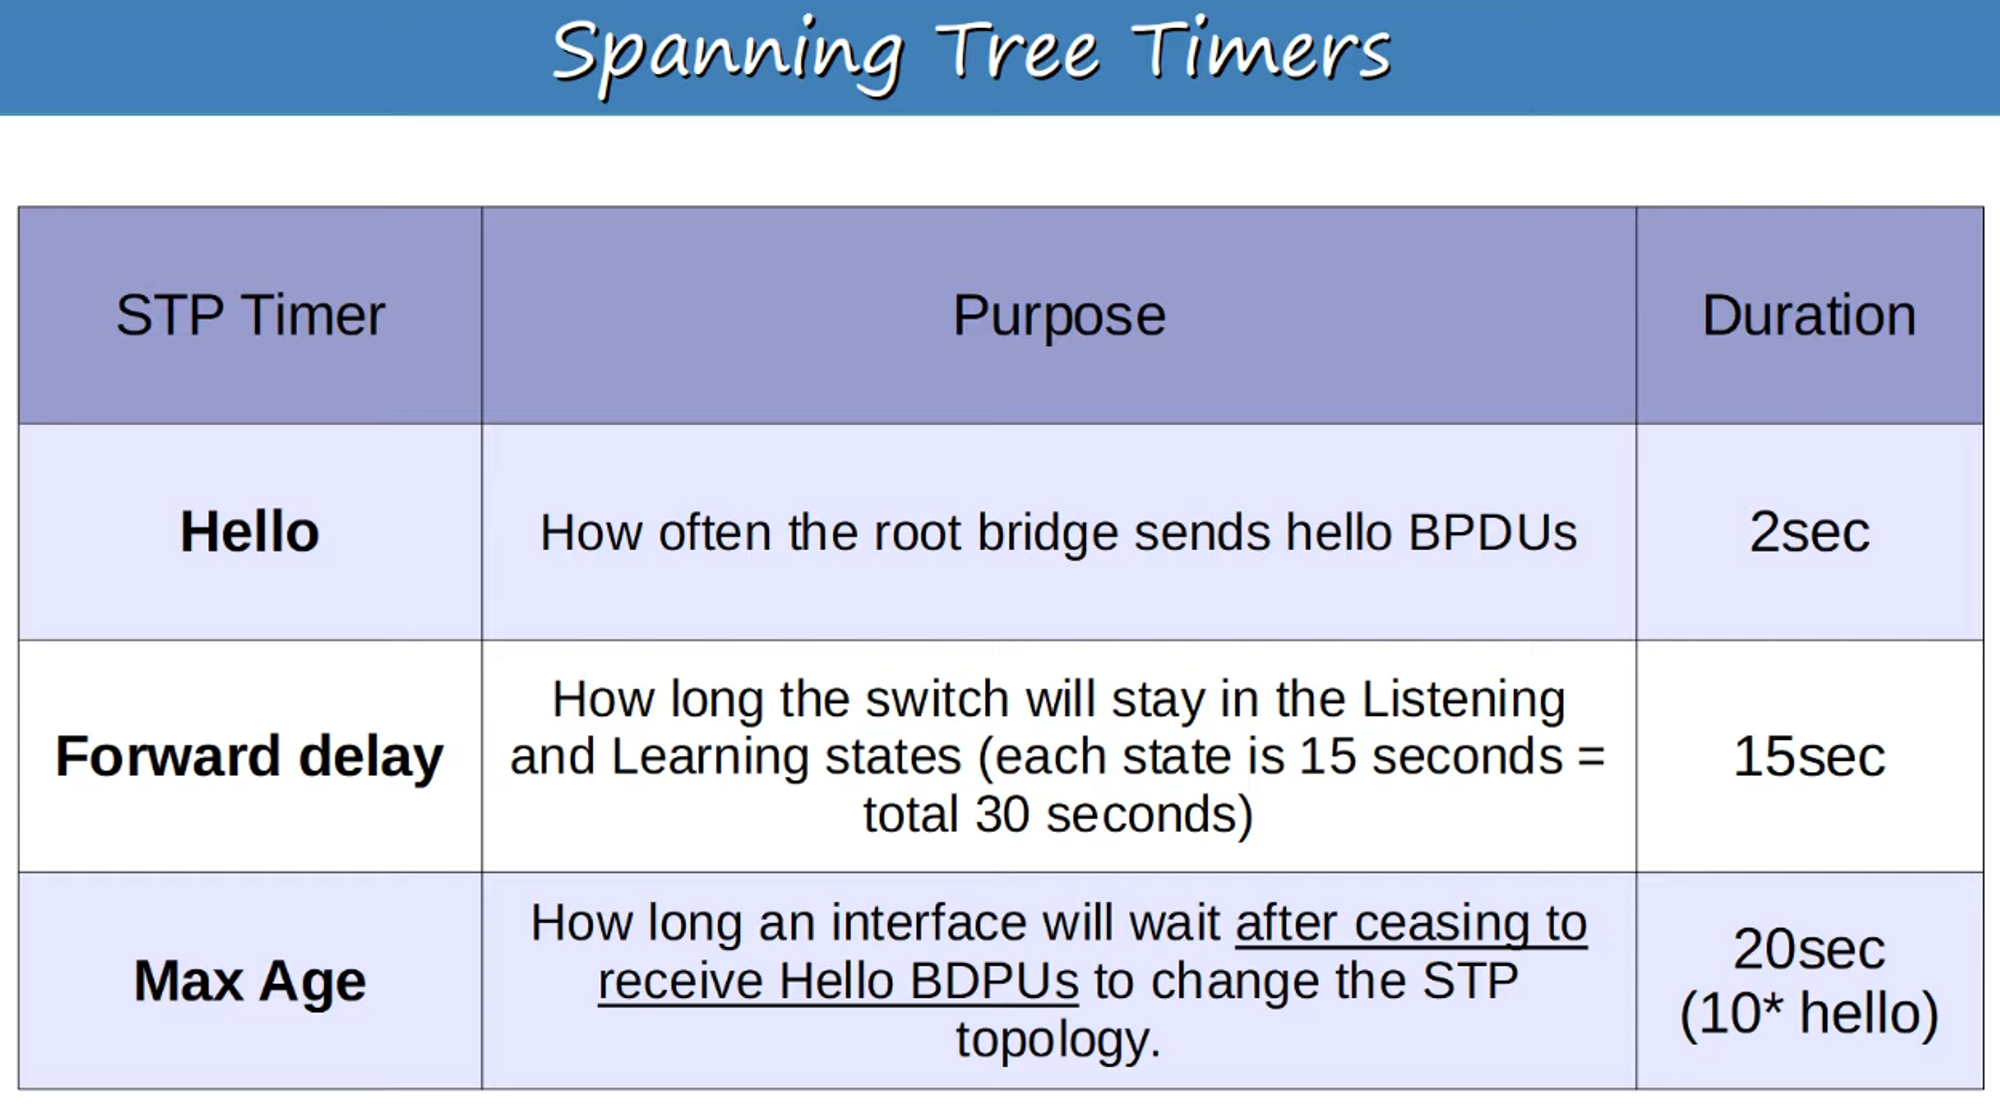 Spanning Tree Timers
STP Timer
Purpose
Duration
Hello
How often the root bridge sends hello BPDUs
2sec
Forward delay
How long the switch will stay in the Listening
and Learning states (each state is 15 seconds =
total 30 seconds)
15sec
Max Age
How long an interface will wait after ceasing to
receive Hello BDPUs to change the STP
topology.
20sec
(10* hello)